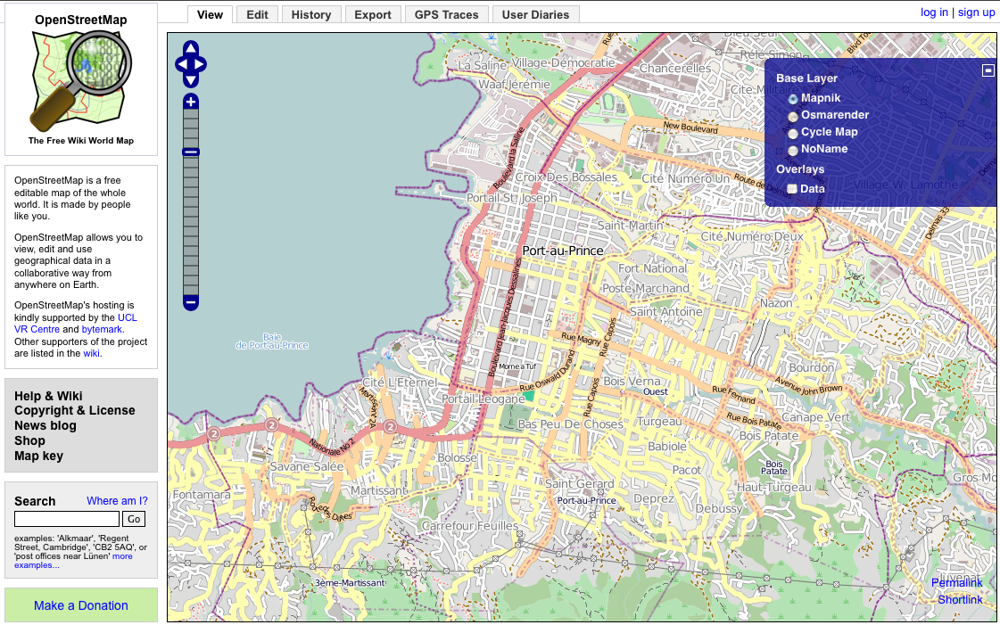 OpenStreetMap
The Free Wiki World Map
View
Edit
History
Export
GPS Traces
User Diaries
log in | sign up
OpenStreetMap is a free
editable map of the whole
world. It is made by people
like you.
OpenStreetMap allows you to
view, edit and use
geographical data in a
collaborative way from
anywhere on Earth.
OpenStreetMap's hosting is
kindly supported by the UCL
VR Centre and bytemark.
Other supporters of the project
are listed in the wiki.
Help & Wiki
Copyright & License
News blog
Shop
Map key
Search
Where am I?
Go
examples: 'Alkmaar', 'Regent
Street, Cambridge', 'CB2 5AQ', or
'post offices near Lünen' more
examples...
Make a Donation
Base Layer
Mapnik
Osmarender
Cycle Map
NoName
Overlays
Data
La Saline
Village Démocratie
Chancerelles
Waaf Jérémie
Cité Militaire
New Boulevard
Boulevard la Saline
Croix Des Bossales
Cité Numéro Un
Portail St. Joseph
Saint-Martin
Cité Numéro Deux
Delmas 33
Port-au-Prince
Fort National
Poste Marchand
Saint Antoine
Nazon
Boulevard Jean-Jacques Dessalines
Baie
de Port-au-Prince
Rue Magny
Rue Capois
Morne a Tuf
Rue Oswald Durand
Bourdon
Cité L'Eternel
Bois Verna
Ouest
Rue Fernand
Avenue John Brown
Portail Léogane
Rue Capois
Martissant 2A
Bas Peu De Choses
Turgeau
Rue Bois Patate
Canape Vert
Bois Patate
2
2
2
Nationale No 2
Babiole
Savane Salée
Bolosse
Pacot
Bois
Patate
Fontamara
Martissant
Saint Gérard
Port-au-Prince
Deprez
Debussy
Haut-Turgeau
Carrefour Feuilles
3ème-Martissant
Permalink
Shortlink